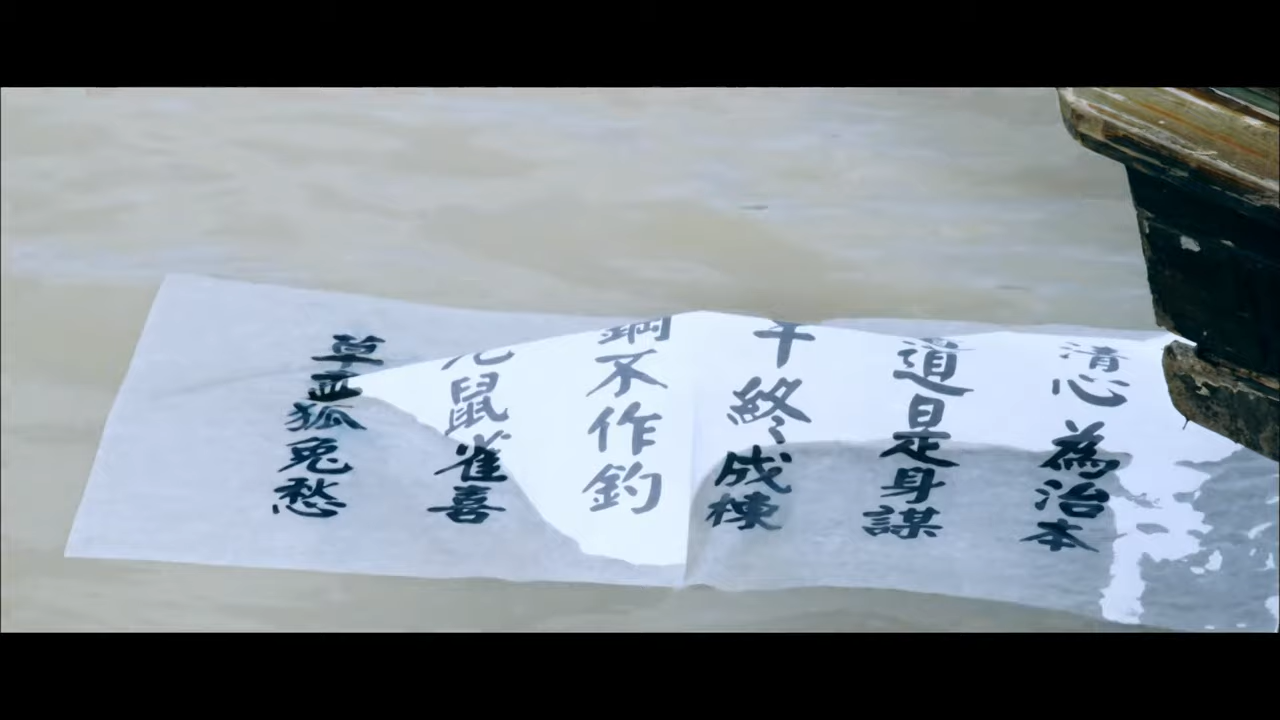 清心為治本
道是身謀
干終成棟
鋼不作釣
鼠雀喜
草狐兔愁